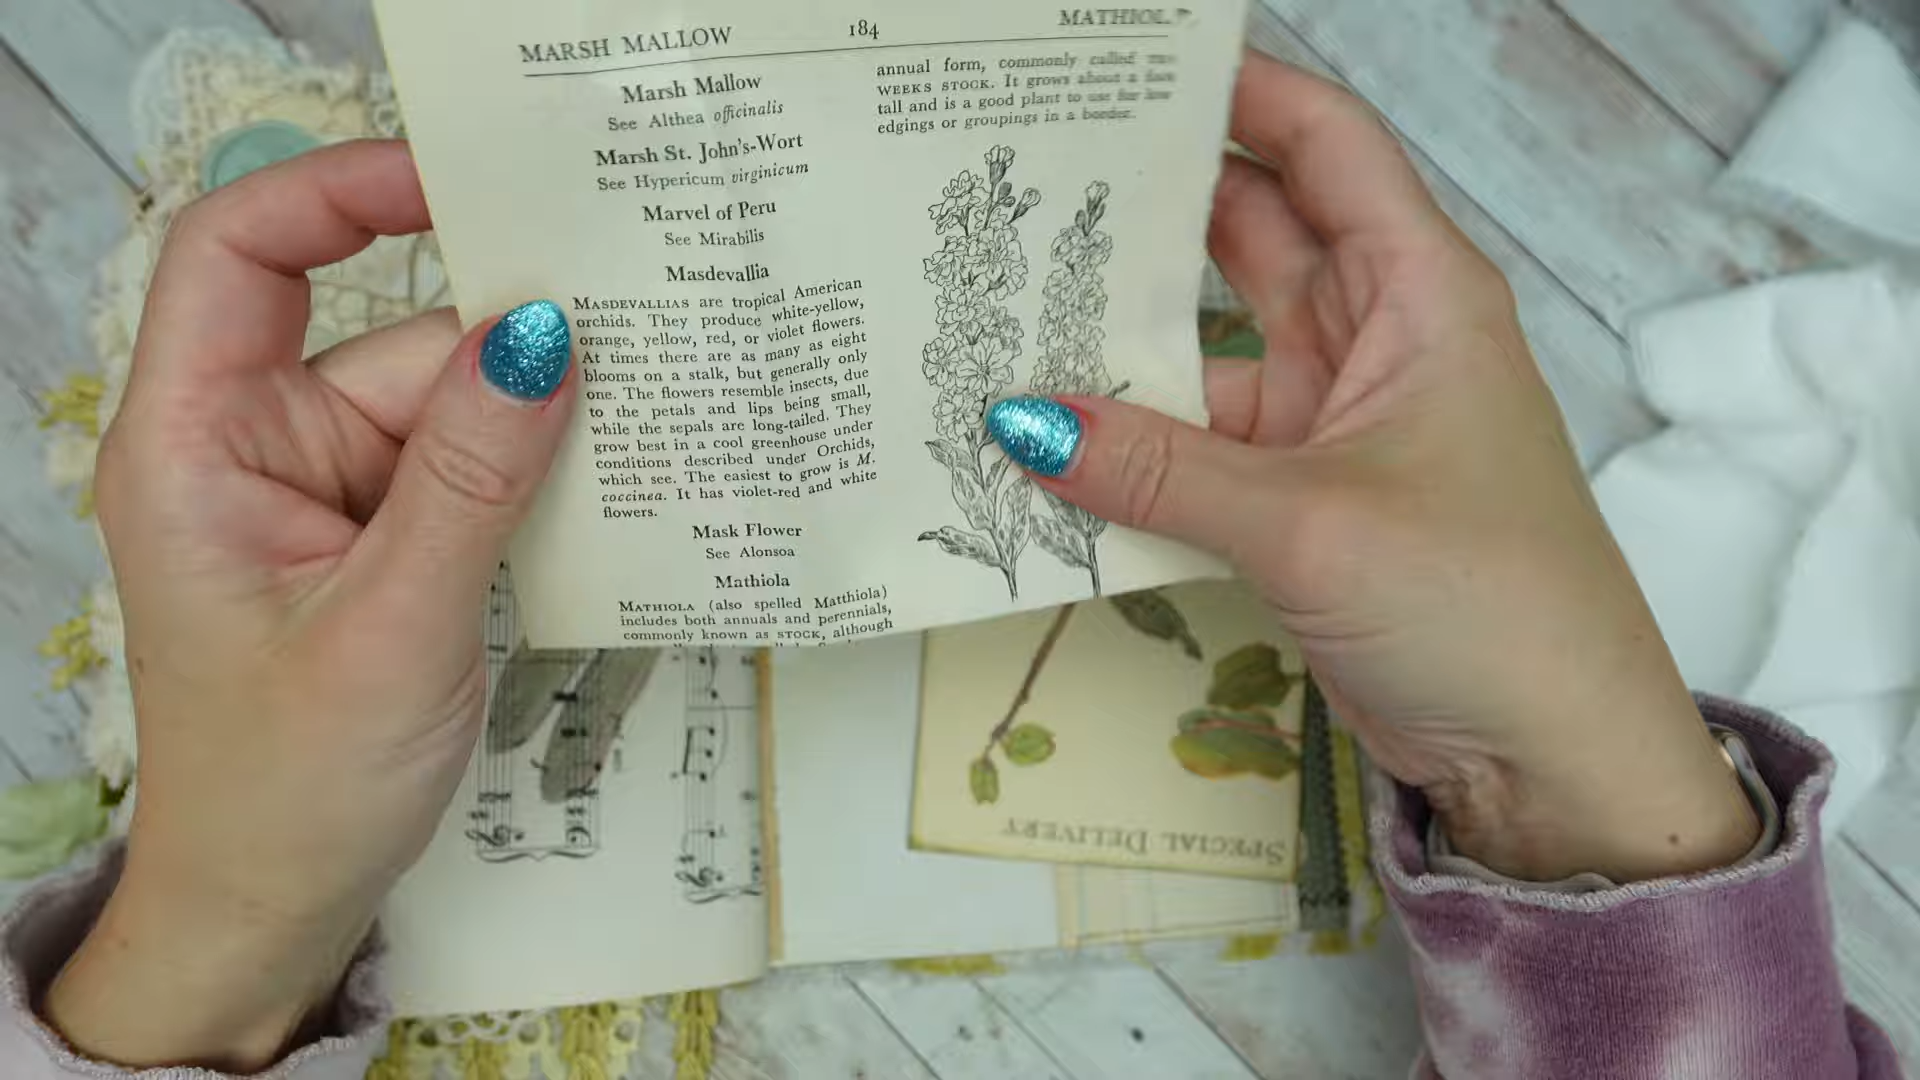 MARSH MALLOW
184
Marsh Mallow
See Althea officinalis
Marsh St. John's-Wort
See Hypericum virginicum
Marvel of Peru
See Mirabilis
Masdevallia
MASDEVALLIAS are tropical American
orchids. They produce white-yellow,
orange, yellow, red, or violet flowers.
At times there are as many as eight
blooms on a stalk, but generally only
one. The flowers resemble insects, due
to the petals and lips being small,
while the sepals are long-tailed. They
grow best in a cool greenhouse under
conditions described under Orchids,
which see. The easiest to grow is M.
coccinea. It has violet-red and white
flowers.
Mask Flower
See Alonsoa
Mathiola
MATHIOLA (also spelled Matthiola)
includes both annuals and perennials,
commonly known as STOCK, although
annual form, commonly called
WEEKS STOCK. It grows about a
tall and is a good plant to use for low
edgings or groupings in a border.
SPECIAL DELIVERY